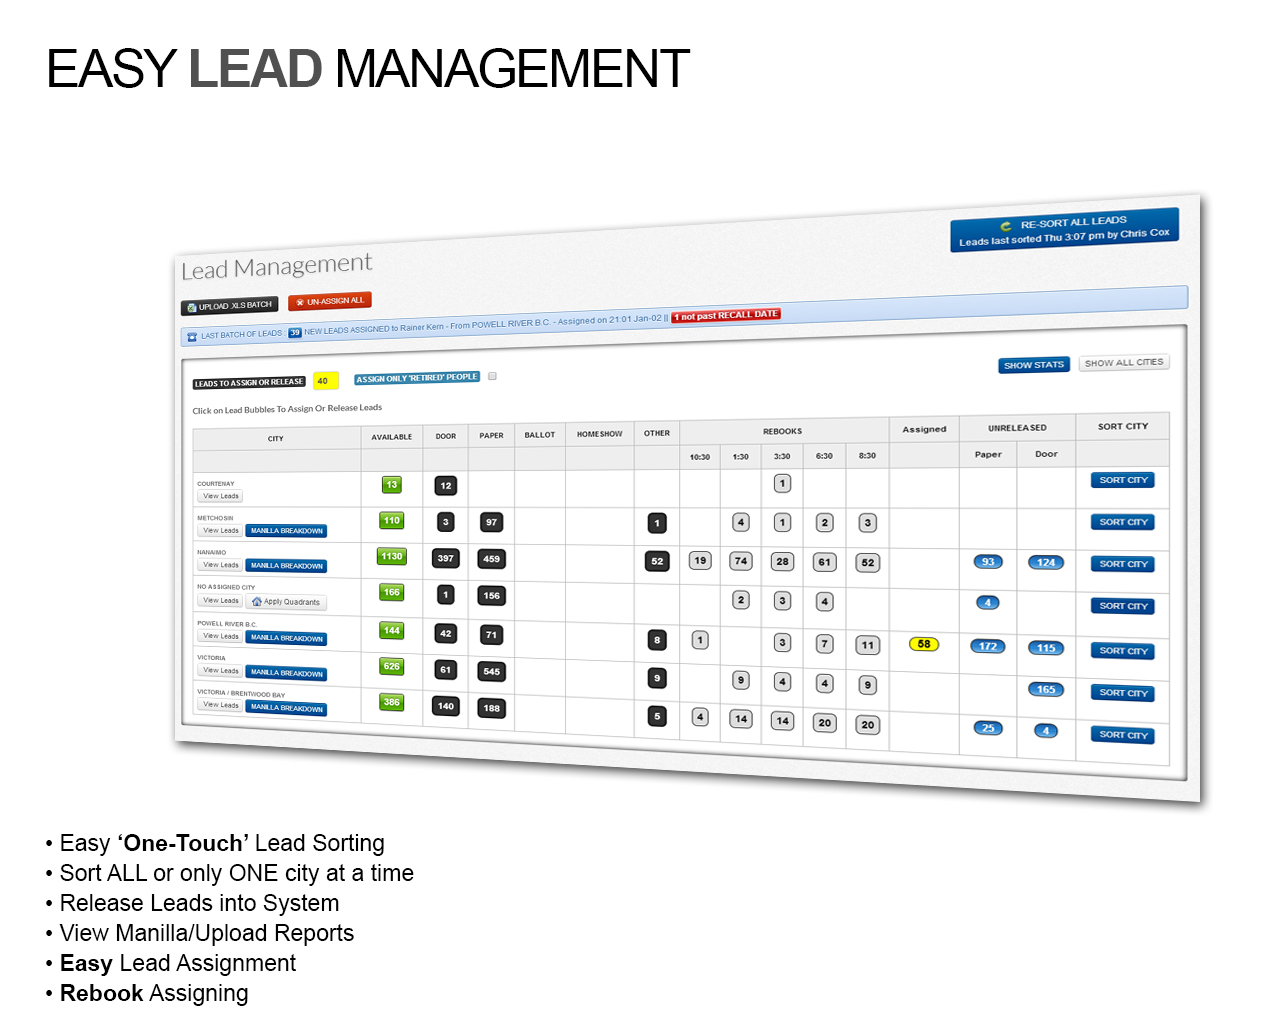 EASY LEAD MANAGEMENT
RE-SORT ALL LEADS
Leads last sorted Thu 3:07 pm by Chris Cox
Lead Management
UPLOAD .XLS BATCH UN-ASSIGN ALL
LAST BATCH OF LEADS : 39 NEW LEADS ASSIGNED to Rainer Kern - From POWELL RIVER B.C. - Assigned on 21:01 Jan-02 || 1 not past RECALL DATE
LEADS TO ASSIGN OR RELEASE 40 ASSIGN ONLY 'RETIRED' PEOPLE SHOW STATS SHOW ALL CITIES
Click on Lead Bubbles To Assign Or Release Leads
CITY AVAILABLE DOOR PAPER BALLOT HOMESHOW OTHER REBOOKS Assigned UNRELEASED SORT CITY
10:30 1:30 3:30 6:30 8:30 Paper Door
COURTENAY
View Leads 13 12 1 SORT CITY
METCHOSIN
View Leads MANILLA BREAKDOWN 110 3 97 1 4 1 2 3 SORT CITY
NANAIMO
View Leads MANILLA BREAKDOWN 1130 397 459 52 19 74 28 61 52 93 124 SORT CITY
NO ASSIGNED CITY
View Leads Apply Quadrants 166 1 156 2 3 4 4 SORT CITY
POWELL RIVER B.C.
View Leads MANILLA BREAKDOWN 144 42 71 8 1 3 7 11 58 172 115 SORT CITY
VICTORIA
View Leads MANILLA BREAKDOWN 626 61 545 9 9 4 4 9 165 SORT CITY
VICTORIA / BRENTWOOD BAY
View Leads MANILLA BREAKDOWN 386 140 188 5 4 14 14 20 20 25 4 SORT CITY
• Easy ‘One-Touch’ Lead Sorting
• Sort ALL or only ONE city at a time
• Release Leads into System
• View Manilla/Upload Reports
• Easy Lead Assignment
• Rebook Assigning